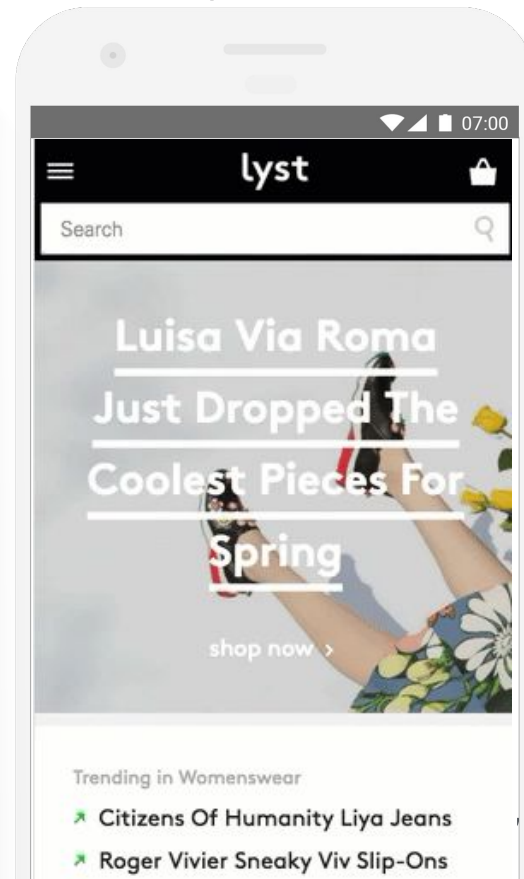 07:00
lyst
Search
Luisa Via Roma
Just Dropped The
Coolest Pieces For
Spring
shop now ›
Trending in Womenswear
Citizens Of Humanity Liya Jeans
Roger Vivier Sneaky Viv Slip-Ons